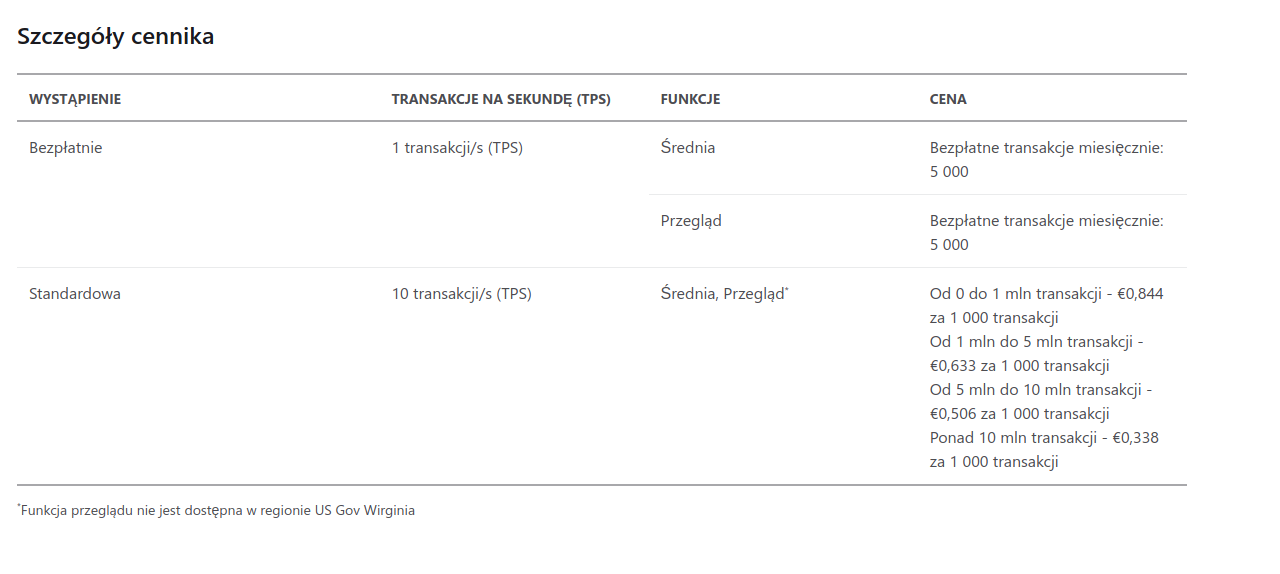 Szczegóły cennika
WYSTĄPIENIE TRANSAKCJE NA SEKUNDĘ (TPS) FUNKCJE CENA
Bezpłatnie 1 transakcji/s (TPS) Średnia Bezpłatne transakcje miesięcznie:
5 000
Przegląd Bezpłatne transakcje miesięcznie:
5 000
Standardowa 10 transakcji/s (TPS) Średnia, Przegląd* Od 0 do 1 mln transakcji - €0,844
za 1 000 transakcji
Od 1 mln do 5 mln transakcji -
€0,633 za 1 000 transakcji
Od 5 mln do 10 mln transakcji -
€0,506 za 1 000 transakcji
Ponad 10 mln transakcji - €0,338
za 1 000 transakcji
*Funkcja przeglądu nie jest dostępna w regionie US Gov Wirginia